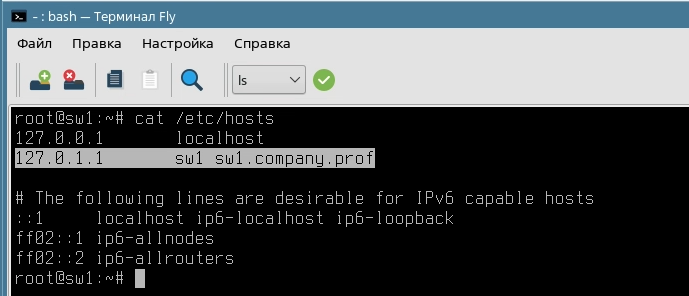 - : bash — Терминал Fly
Файл Правка Настройка Справка
ls
root@sw1:~# cat /etc/hosts
127.0.0.1 localhost
127.0.1.1 sw1 sw1.company.prof
# The following lines are desirable for IPv6 capable hosts
::1 localhost ip6-localhost ip6-loopback
ff02::1 ip6-allnodes
ff02::2 ip6-allrouters
root@sw1:~#